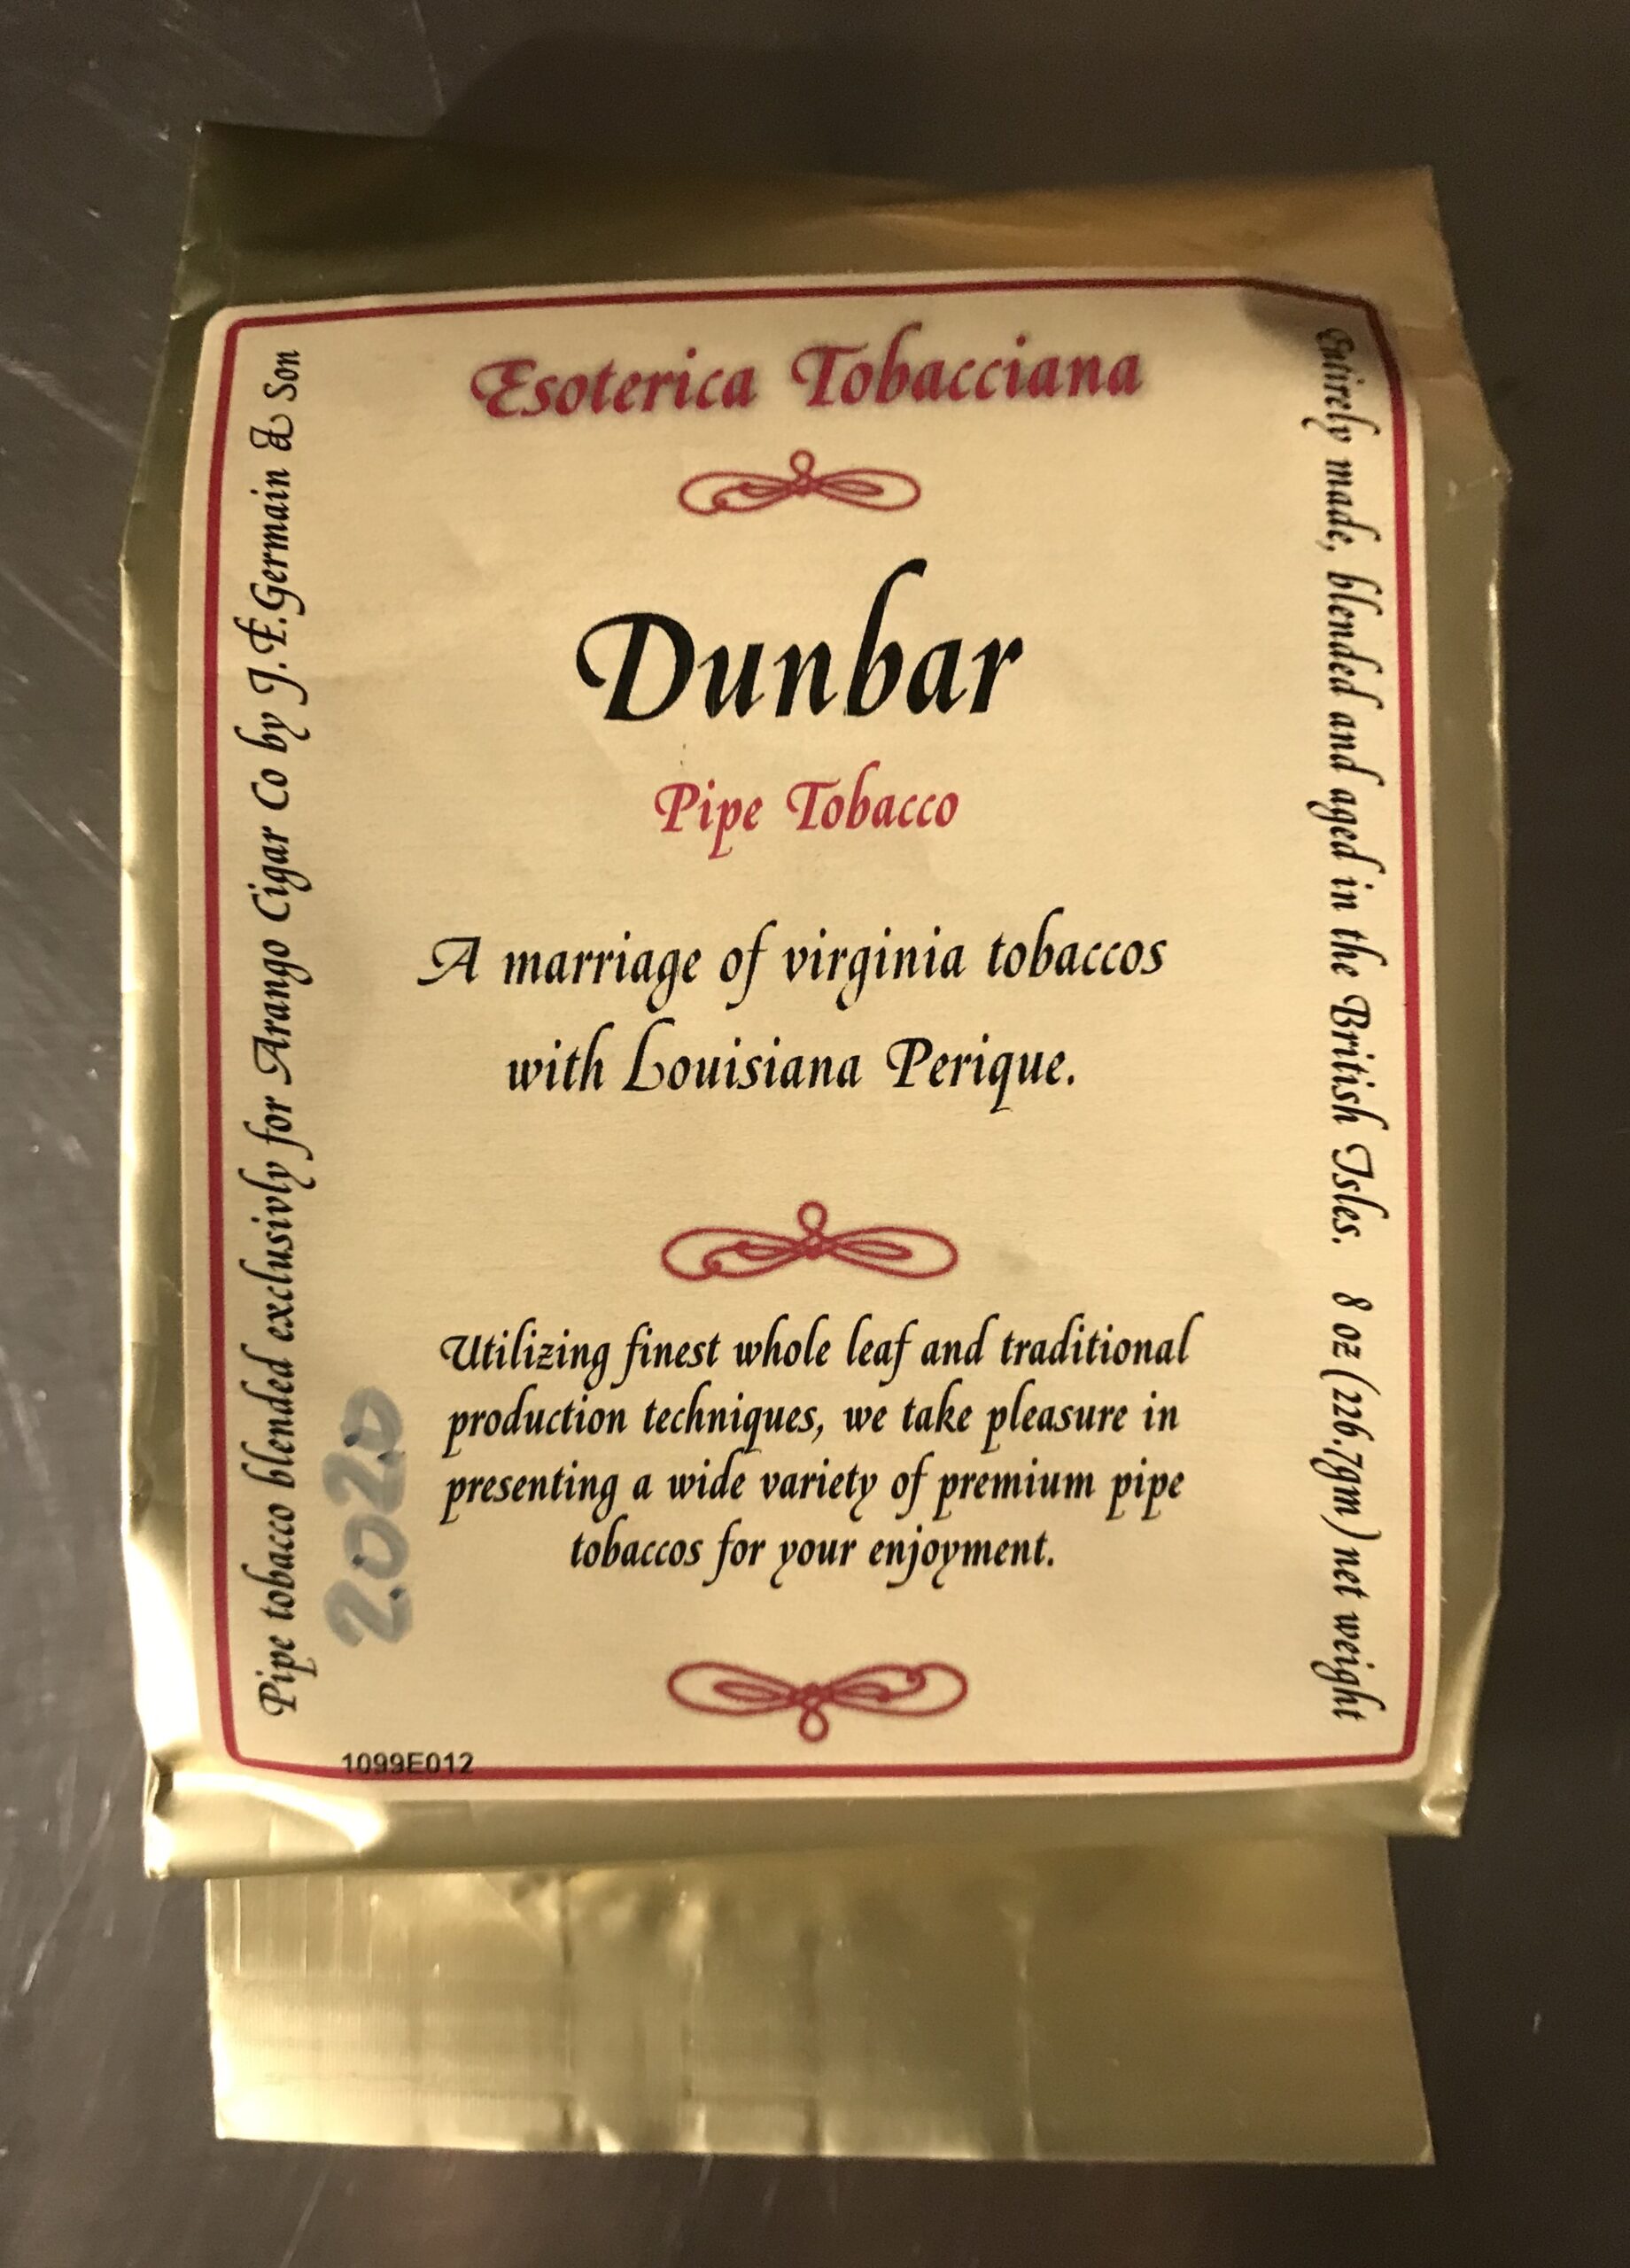 Esoterica Tobacciana
Dunbar
Pipe Tobacco
A marriage of virginia tobaccos
with Louisiana Perique.
Utilizing finest whole leaf and traditional
production techniques, we take pleasure in
presenting a wide variety of premium pipe
tobaccos for your enjoyment.
Pipe tobacco blended exclusivly for Arango Cigar Co by J.F.Germain & Son
Entirely made, blended and aged in the British Isles. 8 oz (226.7gm) net weight
2020
1099E012